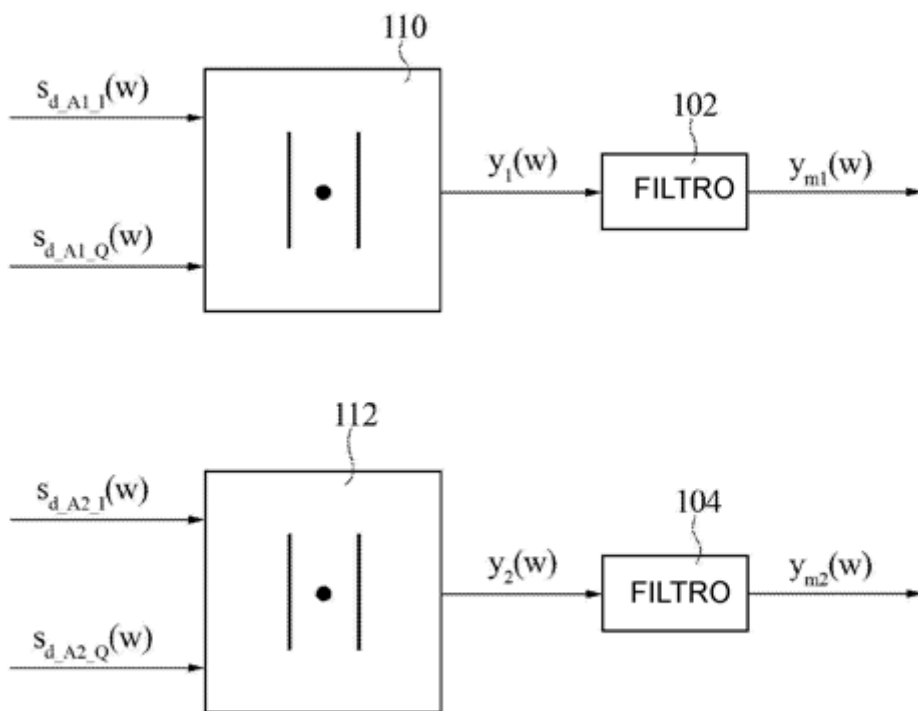 110
s_d_A1_I(w)
102
y_1(w)
FILTRO
y_m1(w)
s_d_A1_Q(w)
112
s_d_A2_I(w)
104
y_2(w)
FILTRO
y_m2(w)
s_d_A2_Q(w)